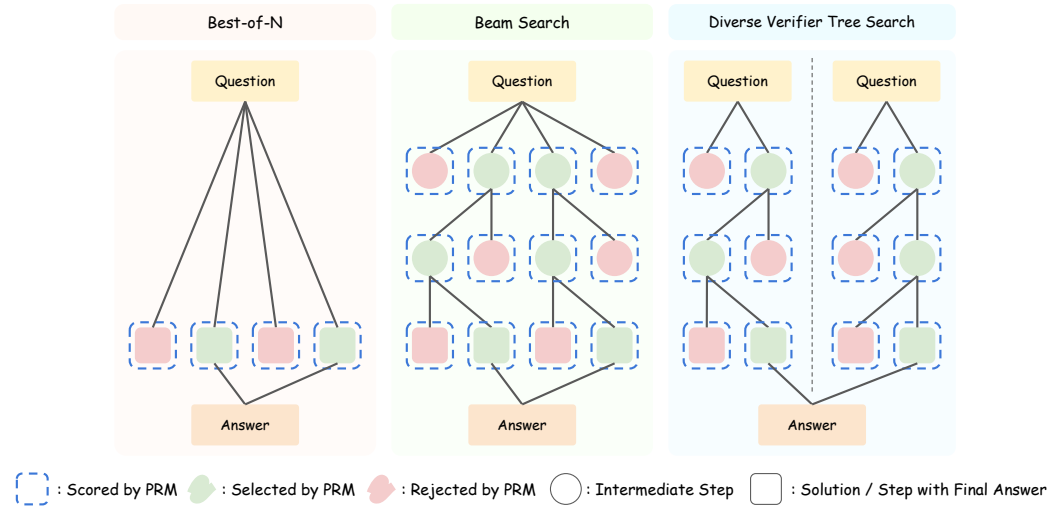 Best-of-N
Beam Search
Diverse Verifier Tree Search
Question
Question
Question
Question
Answer
Answer
Answer
: Scored by PRM
: Selected by PRM
: Rejected by PRM
: Intermediate Step
: Solution / Step with Final Answer